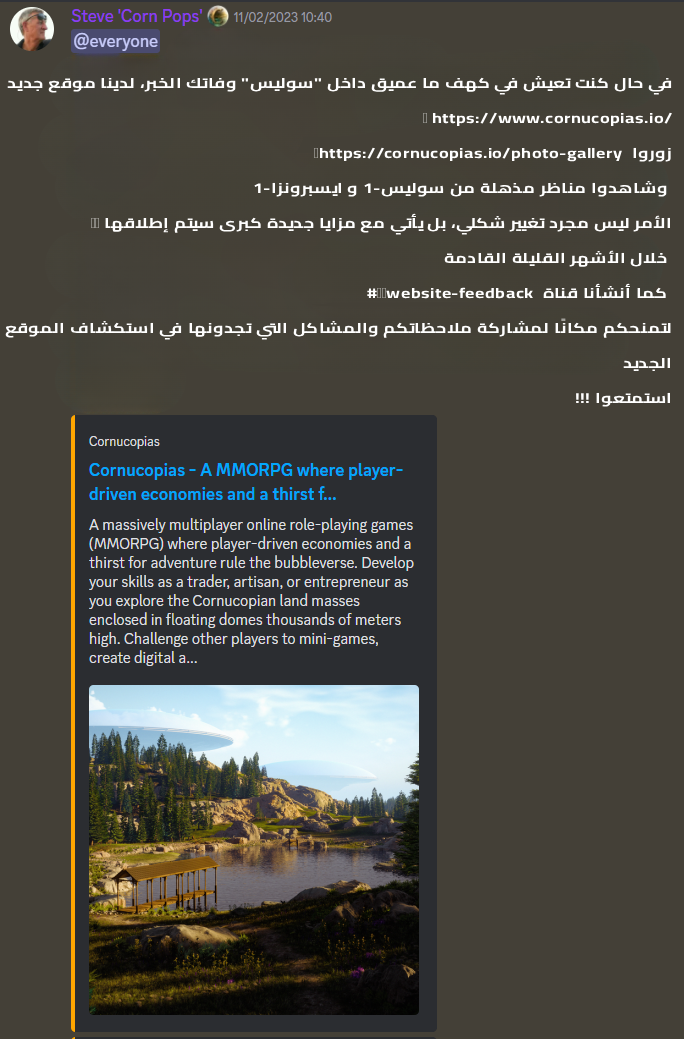 Steve 'Corn Pops' 11/02/2023 10:40
@everyone
في حال كنت تعيش في كهف ما عميق داخل "سوليس" وفاتك الخبر، لدينا موقع جديد
https://www.cornucopias.io/
زوروا https://cornucopias.io/photo-gallery
وشاهدوا مناظر مذهلة من سوليس-1 و ايسبرونزا-1
الأمر ليس مجرد تغيير شكلي، بل يأتي مع مزايا جديدة كبرى سيتم إطلاقها
خلال الأشهر القليلة القادمة
كما أنشأنا قناة website-feedback#
لتمنحكم مكانًا لمشاركة ملاحظاتكم والمشاكل التي تجدونها في استكشاف الموقع
الجديد
استمتعوا !!!
Cornucopias
Cornucopias - A MMORPG where player-
driven economies and a thirst f...
A massively multiplayer online role-playing games
(MMORPG) where player-driven economies and a
thirst for adventure rule the bubbleverse. Develop
your skills as a trader, artisan, or entrepreneur as
you explore the Cornucopian land masses
enclosed in floating domes thousands of meters
high. Challenge other players to mini-games,
create digital a...